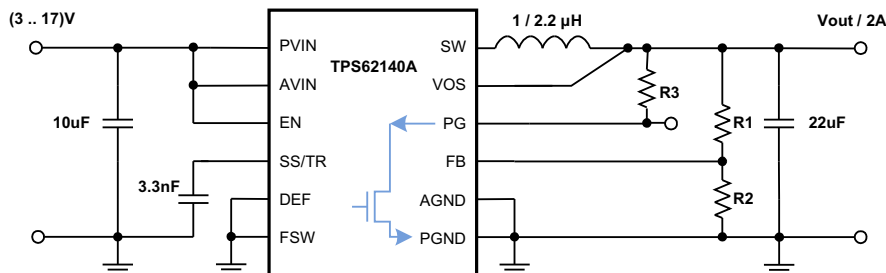 (3 .. 17)V
1 / 2.2 µH
Vout / 2A
TPS62140A
PVIN
SW
AVIN
VOS
R3
10uF
EN
PG
R1
22uF
SS/TR
FB
3.3nF
DEF
AGND
R2
FSW
PGND